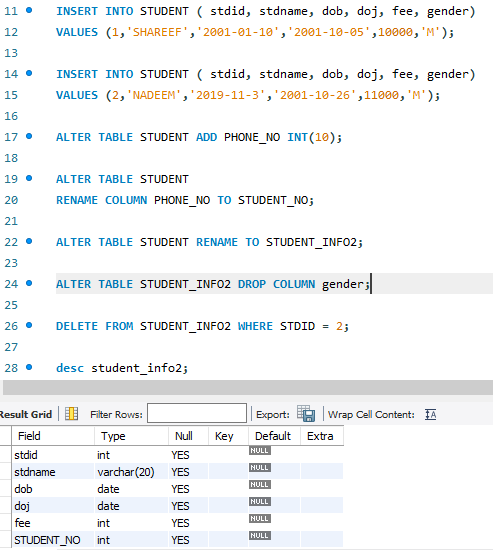 11 INSERT INTO STUDENT ( stdid, stdname, dob, doj, fee, gender)
12 VALUES (1,'SHAREEF','2001-01-10','2001-10-05',10000,'M');
13
14 INSERT INTO STUDENT ( stdid, stdname, dob, doj, fee, gender)
15 VALUES (2,'NADEEM','2019-11-3','2001-10-26',11000,'M');
16
17 ALTER TABLE STUDENT ADD PHONE_NO INT(10);
18
19 ALTER TABLE STUDENT
20 RENAME COLUMN PHONE_NO TO STUDENT_NO;
21
22 ALTER TABLE STUDENT RENAME TO STUDENT_INFO2;
23
24 ALTER TABLE STUDENT_INFO2 DROP COLUMN gender;
25
26 DELETE FROM STUDENT_INFO2 WHERE STDID = 2;
27
28 desc student_info2;
Result Grid Filter Rows: Export: Wrap Cell Content: IA
Field Type Null Key Default Extra
stdid int YES NULL
stdname varchar(20) YES NULL
dob date YES NULL
doj date YES NULL
fee int YES NULL
STUDENT_NO int YES NULL